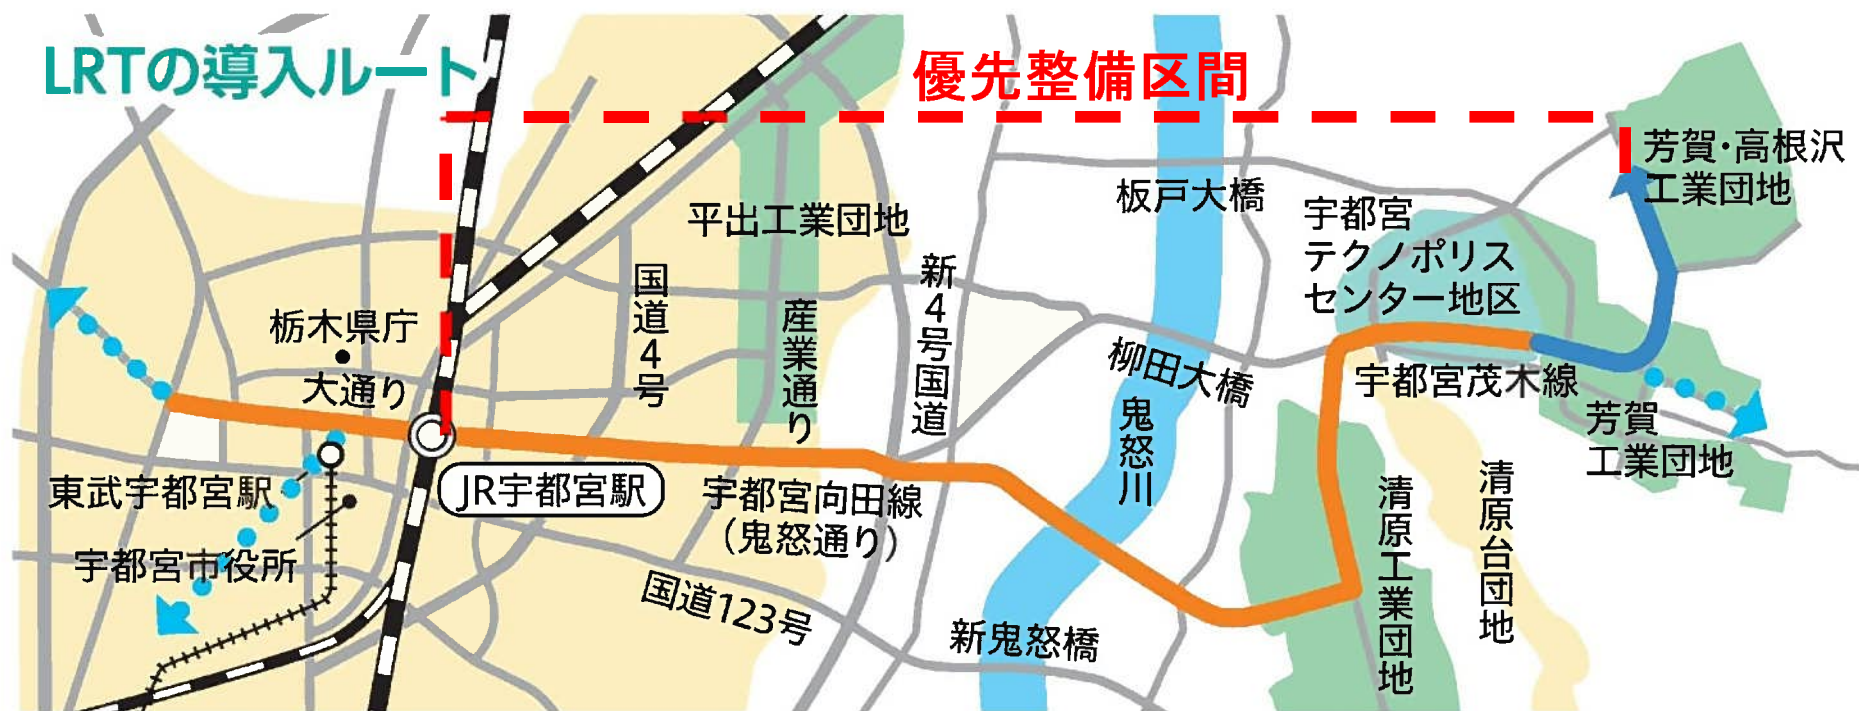 LRTの導入ルート
優先整備区間
芳賀・高根沢
工業団地
板戸大橋
平出工業団地
宇都宮
テクノポリス
センター地区
国道4号
新4号国道
産業通り
栃木県庁
大通り
柳田大橋
宇都宮茂木線
鬼怒川
芳賀
工業団地
東武宇都宮駅
JR宇都宮駅
宇都宮向田線
(鬼怒通り)
清原工業団地
清原台団地
宇都宮市役所
国道123号
新鬼怒橋